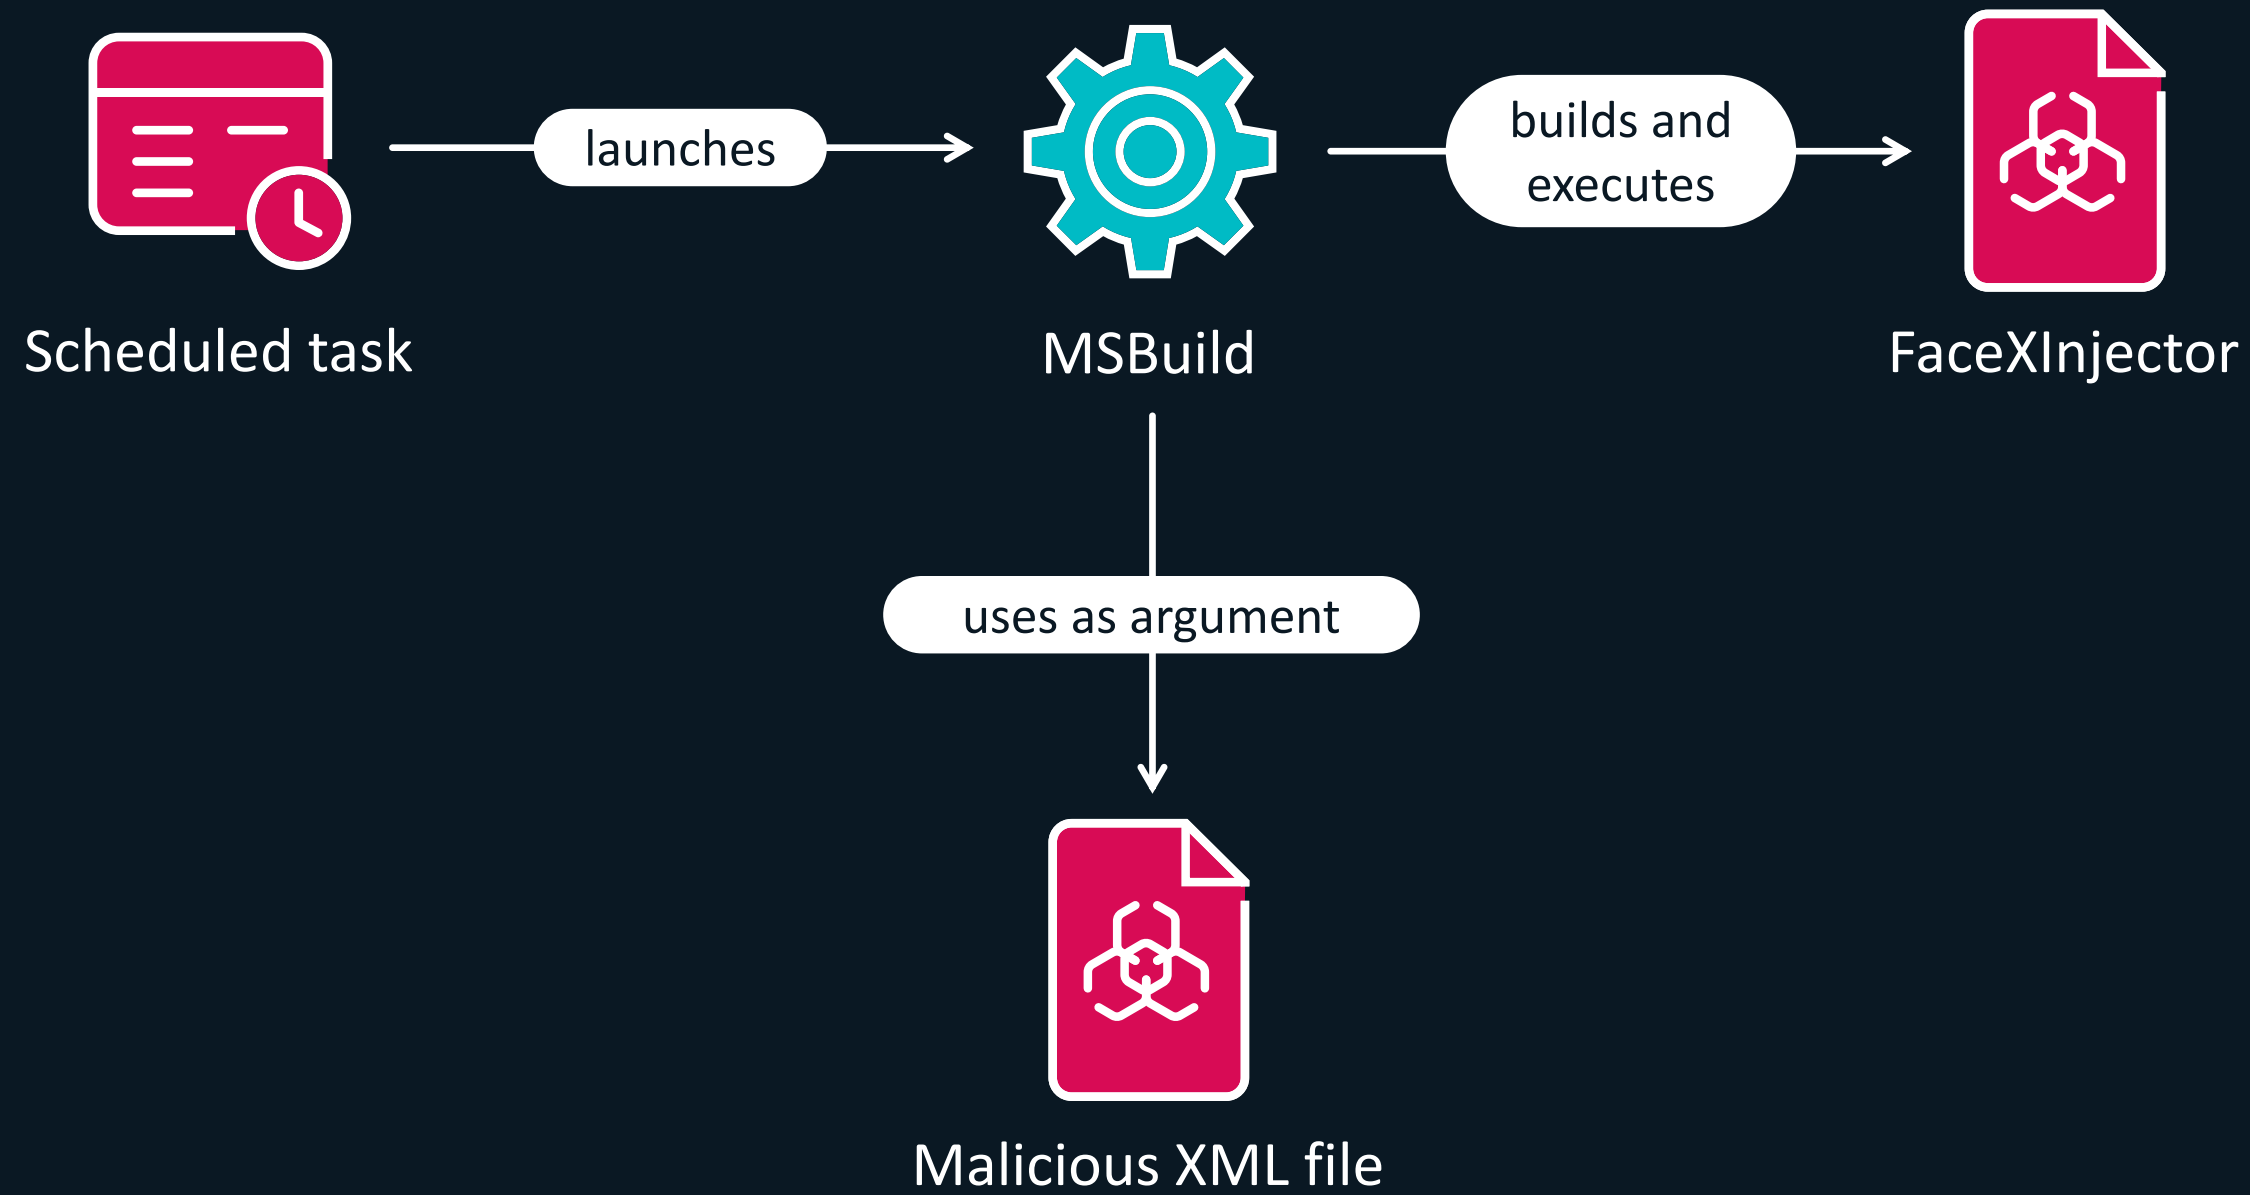 launches
builds and
executes
Scheduled task
MSBuild
FaceXInjector
uses as argument
Malicious XML file